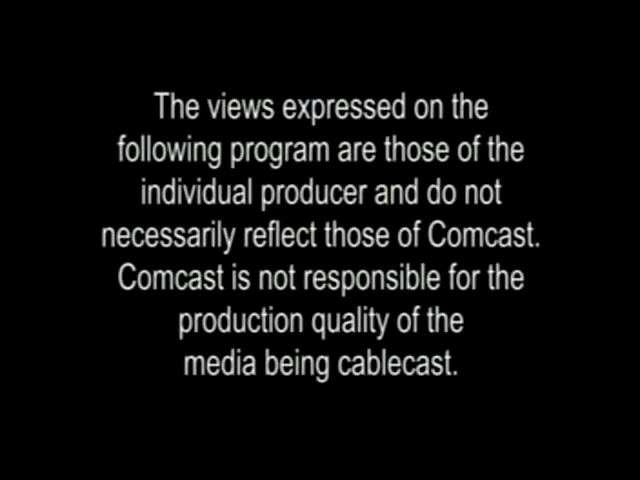 The views expressed on the
following program are those of the
individual producer and do not
necessarily reflect those of Comcast.
Comcast is not responsible for the
production quality of the
media being cablecast.